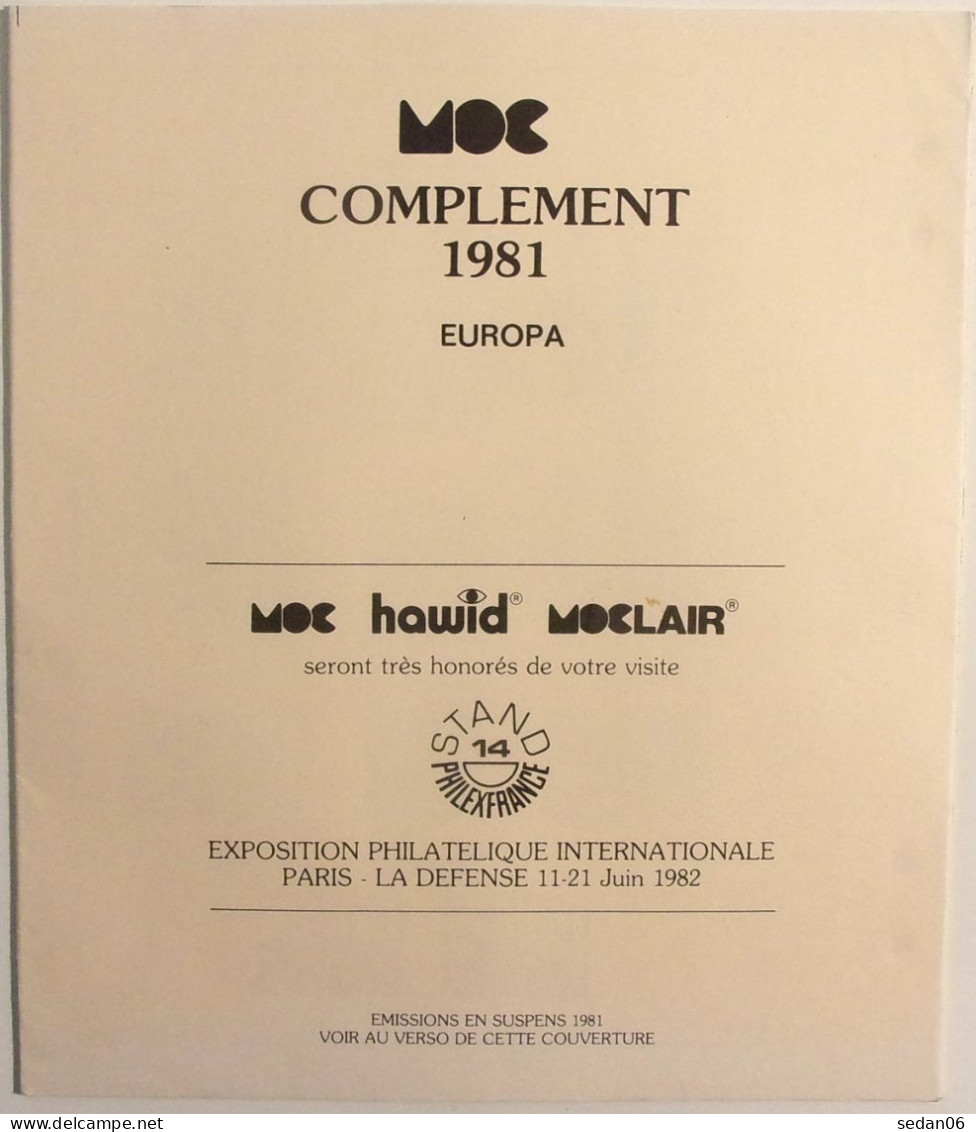 MOC
COMPLEMENT
1981
EUROPA
MOC hawid® MOCLAIR®
seront très honorés de votre visite
STAND
14
PHILEXFRANCE
EXPOSITION PHILATELIQUE INTERNATIONALE
PARIS - LA DEFENSE 11-21 Juin 1982
EMISSIONS EN SUSPENS 1981
VOIR AU VERSO DE CETTE COUVERTURE
www.delcampe.net
sedan06